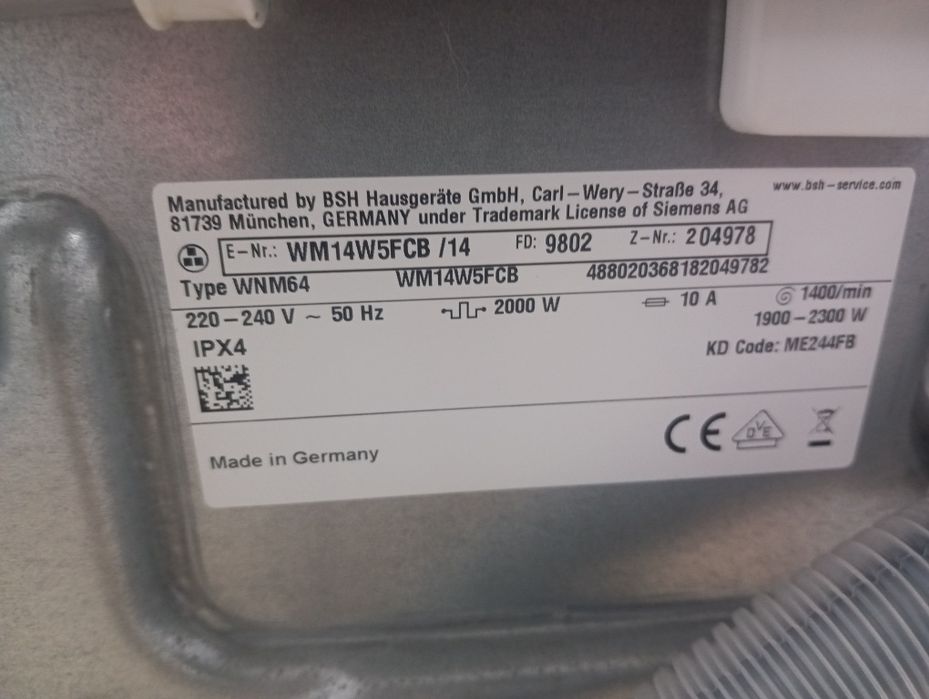 Manufactured by BSH Hausgeräte GmbH, Carl-Wery-Straße 34, www.bsh-service.com
81739 München, GERMANY under Trademark License of Siemens AG
E-Nr.: WM14W5FCB /14 FD: 9802 Z-Nr.: 204978
Type WNM64 WM14W5FCB 488020368182049782
220-240 V ~ 50 Hz 2000 W 10 A 1400/min
1900-2300 W
IPX4 KD Code: ME244FB
CE DVE
Made in Germany